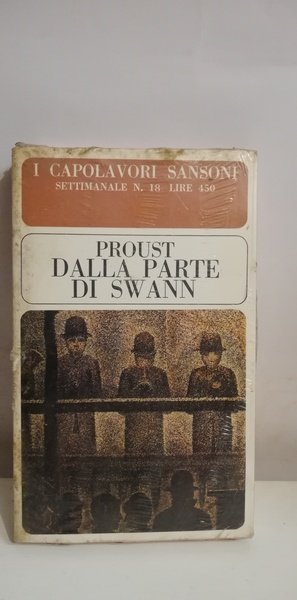 I CAPOLAVORI SANSONI
SETTIMANALE N. 18 LIRE 450
PROUST
DALLA PARTE
DI SWANN